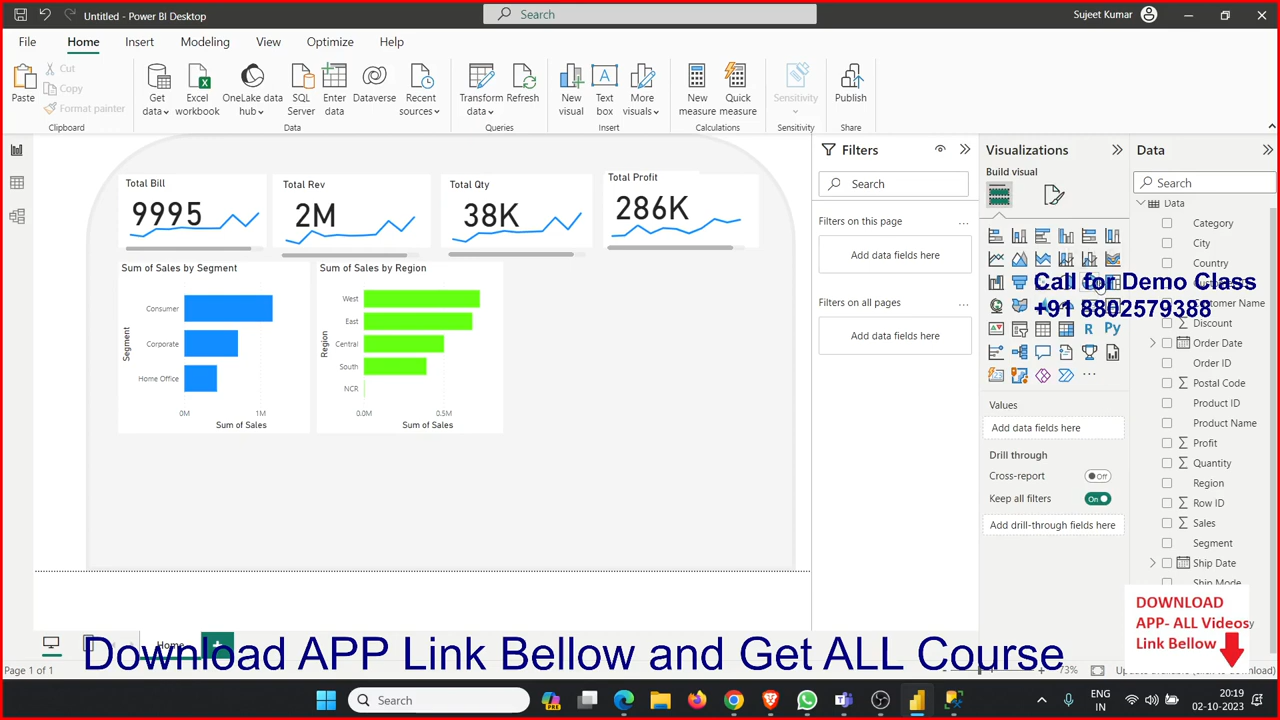 Untitled - Power BI Desktop
Search
Sujeet Kumar
File Home Insert Modeling View Optimize Help
Paste
Cut
Copy
Format painter
Get data
Excel workbook
OneLake data hub
SQL Server
Enter data
Dataverse
Recent sources
Transform data
Refresh
New visual
Text box
More visuals
New measure
Quick measure
Sensitivity
Publish
Clipboard
Data
Queries
Insert
Calculations
Sensitivity
Share
Total Bill
9995
Total Rev
2M
Total Qty
38K
Total Profit
286K
Sum of Sales by Segment
Segment
Consumer
Corporate
Home Office
0M 1M
Sum of Sales
Sum of Sales by Region
Region
West
East
Central
South
NCR
0.0M 0.5M
Sum of Sales
Filters
Search
Filters on this page
...
Add data fields here
Filters on all pages
...
Add data fields here
Visualizations
Build visual
R Py
...
Values
Add data fields here
Drill through
Cross-report
Off
Keep all filters
On
Add drill-through fields here
Data
Search
Data
Category
City
Country
Customer Name
Discount
Order Date
Order ID
Postal Code
Product ID
Product Name
Profit
Quantity
Region
Row ID
Sales
Segment
Ship Date
Ship Mode
Call for Demo Class
+91 8802579388
DOWNLOAD
APP- ALL Videos
Link Bellow
Home
Download APP Link Bellow and Get ALL Course
Page 1 of 1
73%
Update available (click to download)
Search
PRE
ENG
IN
20:19
02-10-2023